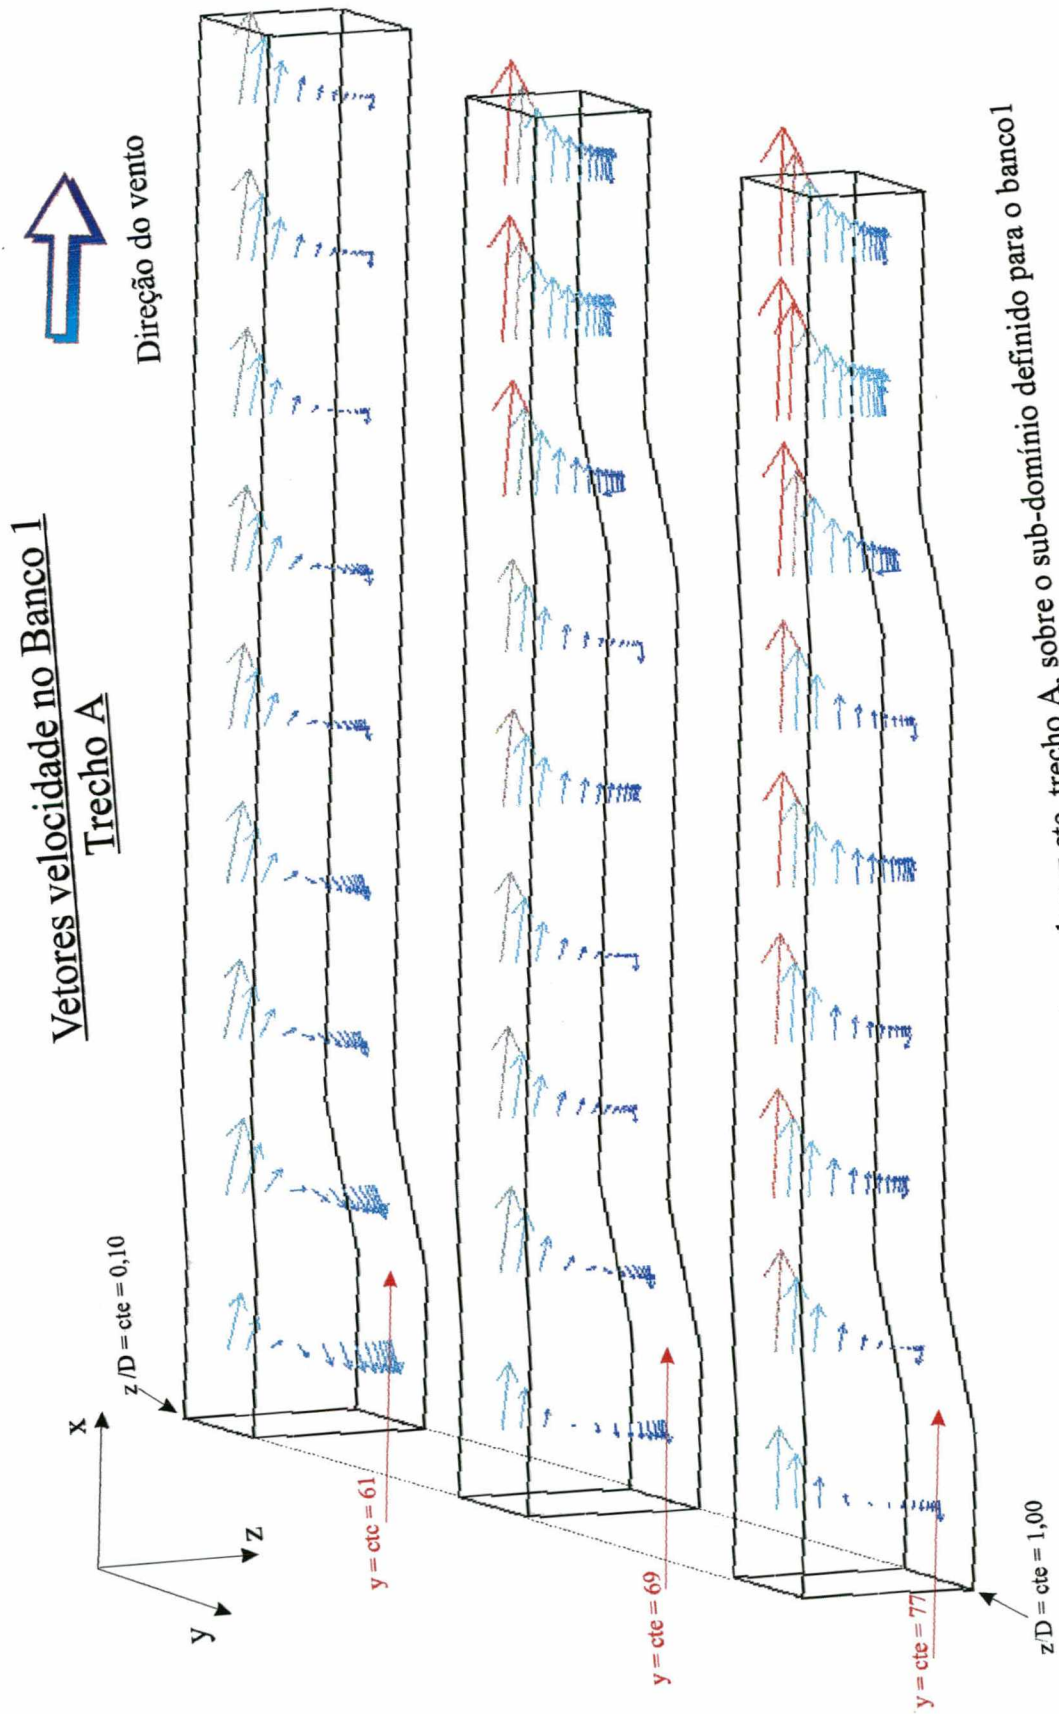 Vetores velocidade no Banco 1
Trecho A
Direção do vento
x
y
z
z/D = cte = 0,10
y = cte = 61
y = cte = 69
y = cte = 77
z/D = cte = 1,00
trecho A, sobre o sub-domínio definido para o banco1